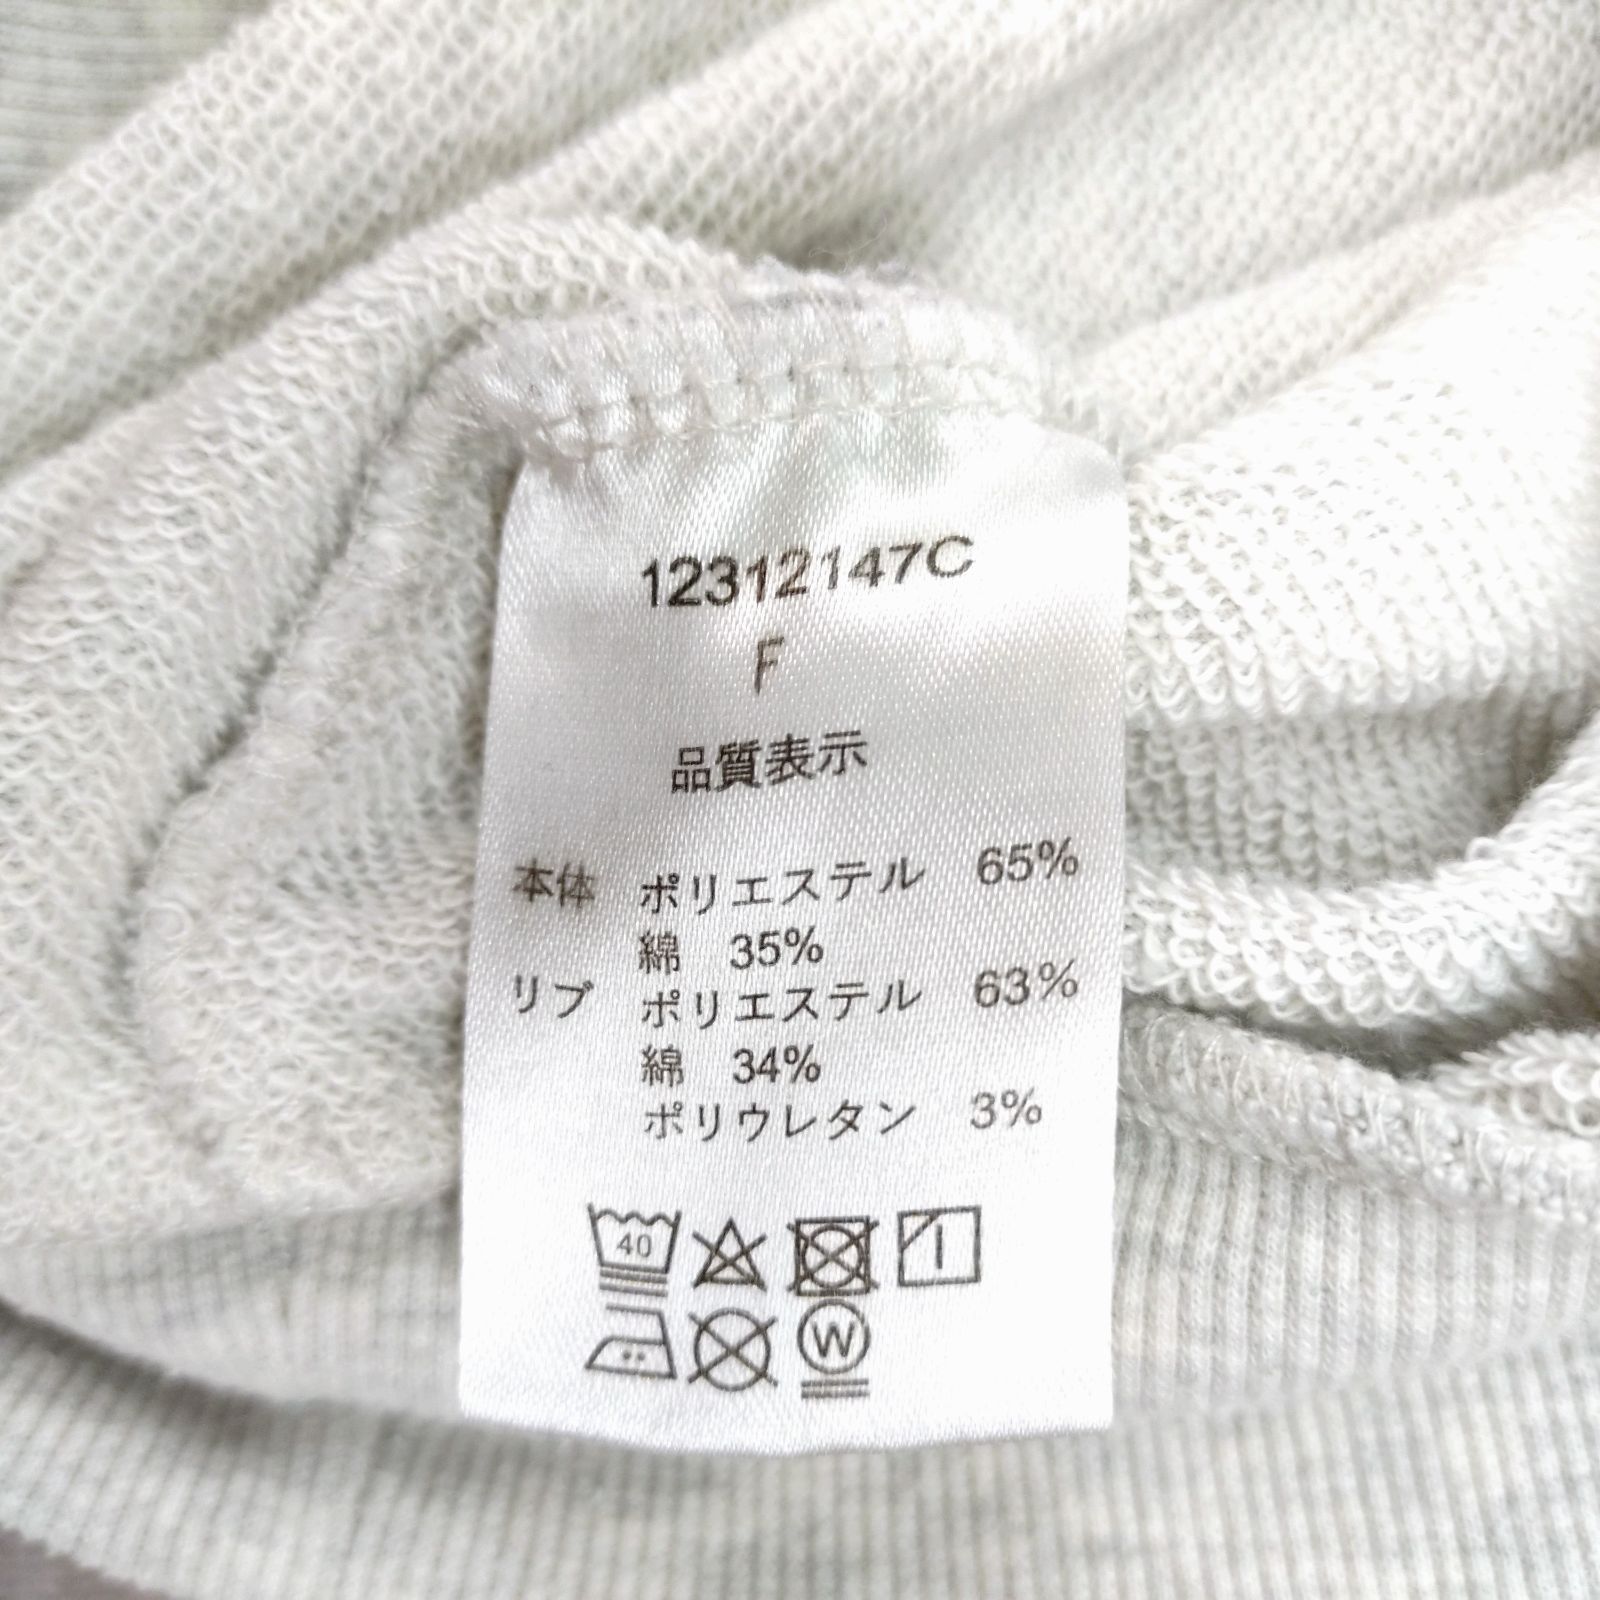 12312147C
F
品質表示
本体 ポリエステル 65%
綿 35%
リブ ポリエステル 63%
綿 34%
ポリウレタン 3%
40
W